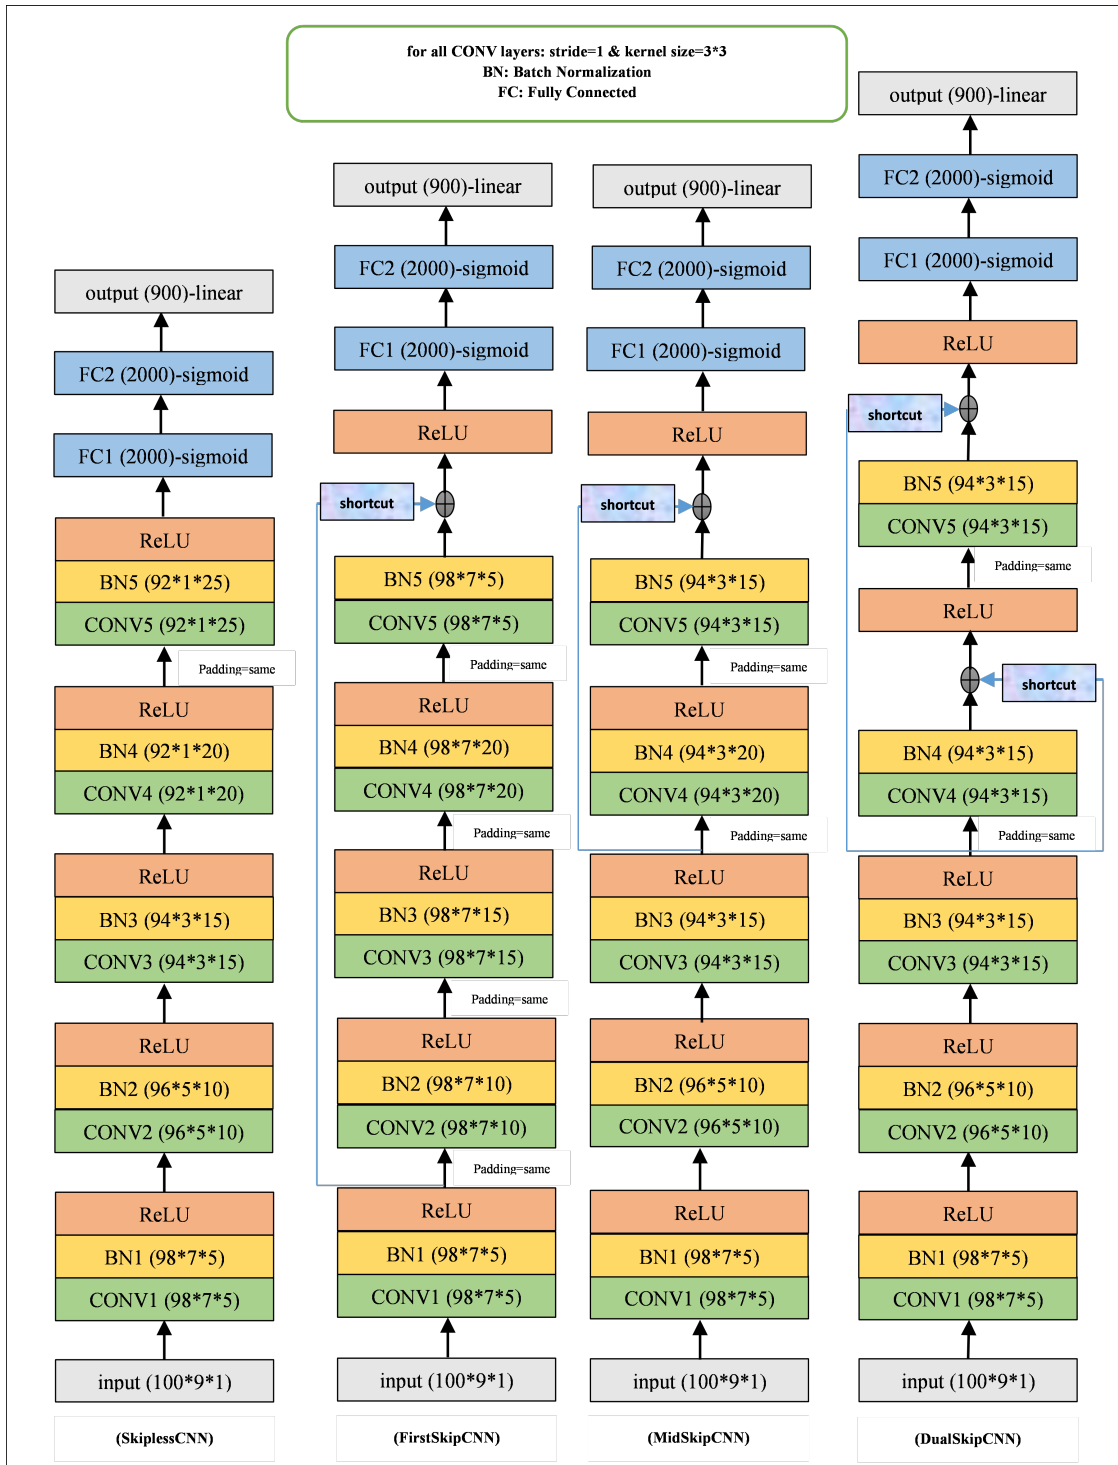 for all CONV layers: stride=1 & kernel size=3*3
BN: Batch Normalization
FC: Fully Connected
output (900)-linear
FC2 (2000)-sigmoid
FC1 (2000)-sigmoid
ReLU
BN5 (92*1*25)
CONV5 (92*1*25)
Padding=same
ReLU
BN4 (92*1*20)
CONV4 (92*1*20)
ReLU
BN3 (94*3*15)
CONV3 (94*3*15)
ReLU
BN2 (96*5*10)
CONV2 (96*5*10)
ReLU
BN1 (98*7*5)
CONV1 (98*7*5)
input (100*9*1)
(SkiplessCNN)
output (900)-linear
FC2 (2000)-sigmoid
FC1 (2000)-sigmoid
ReLU
shortcut
BN5 (98*7*5)
CONV5 (98*7*5)
Padding=same
ReLU
BN4 (98*7*20)
CONV4 (98*7*20)
Padding=same
ReLU
BN3 (98*7*15)
CONV3 (98*7*15)
Padding=same
ReLU
BN2 (98*7*10)
CONV2 (98*7*10)
Padding=same
ReLU
BN1 (98*7*5)
CONV1 (98*7*5)
input (100*9*1)
(FirstSkipCNN)
output (900)-linear
FC2 (2000)-sigmoid
FC1 (2000)-sigmoid
ReLU
shortcut
BN5 (94*3*15)
CONV5 (94*3*15)
Padding=same
ReLU
BN4 (94*3*20)
CONV4 (94*3*20)
Padding=same
ReLU
BN3 (94*3*15)
CONV3 (94*3*15)
ReLU
BN2 (96*5*10)
CONV2 (96*5*10)
ReLU
BN1 (98*7*5)
CONV1 (98*7*5)
input (100*9*1)
(MidSkipCNN)
output (900)-linear
FC2 (2000)-sigmoid
FC1 (2000)-sigmoid
ReLU
shortcut
BN5 (94*3*15)
CONV5 (94*3*15)
Padding=same
ReLU
shortcut
BN4 (94*3*15)
CONV4 (94*3*15)
Padding=same
ReLU
BN3 (94*3*15)
CONV3 (94*3*15)
ReLU
BN2 (96*5*10)
CONV2 (96*5*10)
ReLU
BN1 (98*7*5)
CONV1 (98*7*5)
input (100*9*1)
(DualSkipCNN)